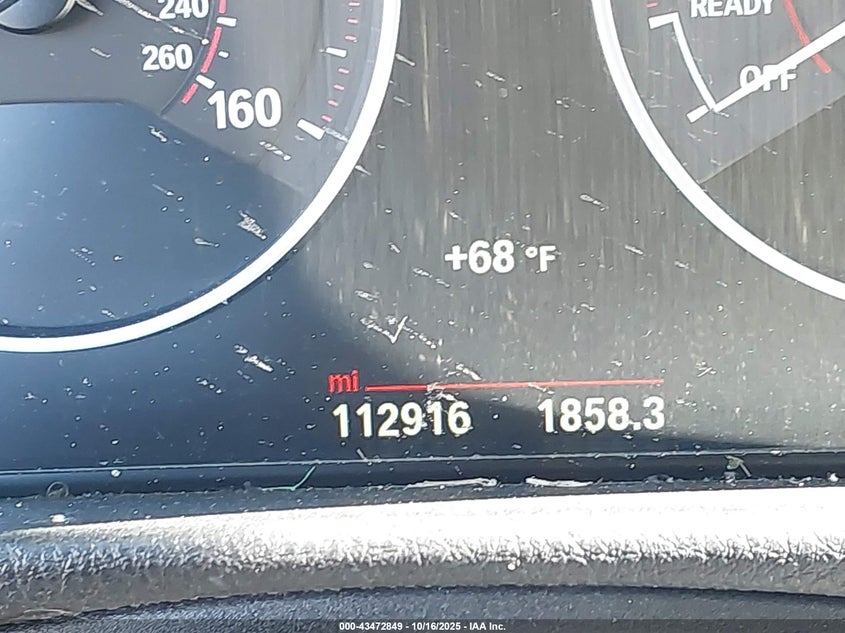 240
260
160
READY
OFF
+68 °F
mi
112916 1858.3
000-43472849 - 10/16/2025 - IAA Inc.